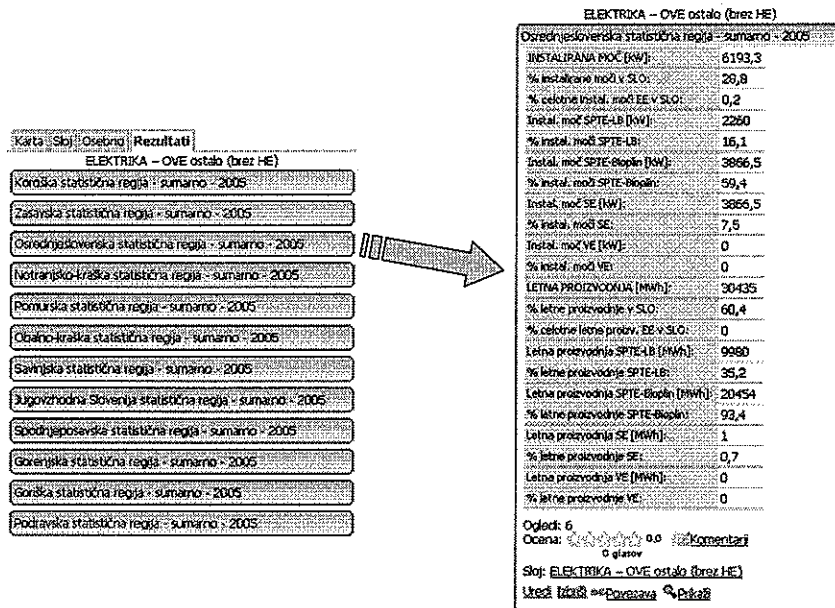 Karta Sloj Osebno Rezultati
ELEKTRIKA – OVE ostalo (brez HE)
Koroška statistična regija - sumarno - 2005
Zasavska statistična regija - sumarno - 2005
Osrednjeslovenska statistična regija - sumarno - 2005
Notranjsko-kraška statistična regija - sumarno - 2005
Pomurska statistična regija - sumarno - 2005
Obalno-kraška statistična regija - sumarno - 2005
Savinjska statistična regija - sumarno - 2005
Jugovzhodna Slovenija statistična regija - sumarno - 2005
Spodnjeposavska statistična regija - sumarno - 2005
Gorenjska statistična regija - sumarno - 2005
Goriška statistična regija - sumarno - 2005
Podravska statistična regija - sumarno - 2005
ELEKTRIKA – OVE ostalo (brez HE)
Osrednjeslovenska statistična regija - sumarno - 2005
INSTALIRANA MOČ [kW]: 6193,3
% instalirane moči v SLO: 28,8
% celotne instal. moči EE v SLO: 0,2
Instal. moč SPTE-LB [kW]: 2260
% instal. moči SPTE-LB: 16,1
Instal. moč SPTE-Bioplin [kW]: 3866,5
% instal. moči SPTE-Bioplin: 59,4
Instal. moč SE [kW]: 3866,5
% instal. moči SE: 7,5
Instal. moč VE [kW]: 0
% instal. moči VE: 0
LETNA PROIZVODNJA [MWh]: 30435
% letne proizvodnje v SLO: 60,4
% celotne letne proizv. EE v SLO: 0
Letna proizvodnja SPTE-LB [MWh]: 9980
% letne proizvodnje SPTE-LB: 35,2
Letna proizvodnja SPTE-Bioplin [MWh]: 20454
% letne proizvodnje SPTE-Bioplin: 93,4
Letna proizvodnja SE [MWh]: 1
% letne proizvodnje SE: 0,7
Letna proizvodnja VE [MWh]: 0
% letne proizvodnje VE: 0
Ogledi: 6
Ocena: 0,0 Komentarji
0 glasov
Sloj: ELEKTRIKA – OVE ostalo (brez HE)
Uredi Izbriši Povezava Prikaži